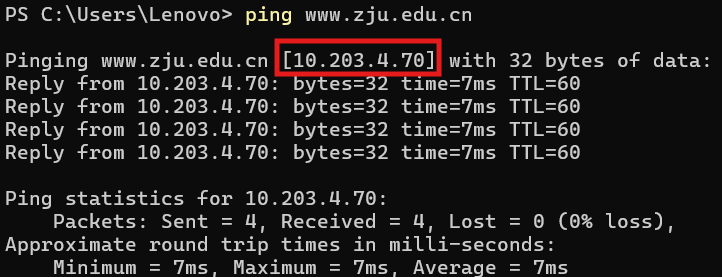 PS C:\Users\Lenovo> ping www.zju.edu.cn
Pinging www.zju.edu.cn [10.203.4.70] with 32 bytes of data:
Reply from 10.203.4.70: bytes=32 time=7ms TTL=60
Reply from 10.203.4.70: bytes=32 time=7ms TTL=60
Reply from 10.203.4.70: bytes=32 time=7ms TTL=60
Reply from 10.203.4.70: bytes=32 time=7ms TTL=60
Ping statistics for 10.203.4.70:
    Packets: Sent = 4, Received = 4, Lost = 0 (0% loss),
Approximate round trip times in milli-seconds:
    Minimum = 7ms, Maximum = 7ms, Average = 7ms